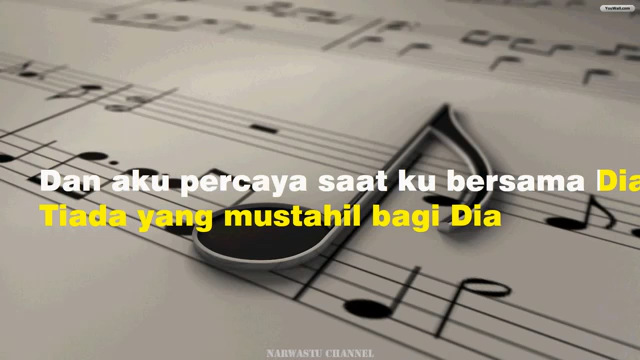 Dan aku percaya saat ku bersama Dia
Tiada yang mustahil bagi Dia
NARWASTU CHANNEL